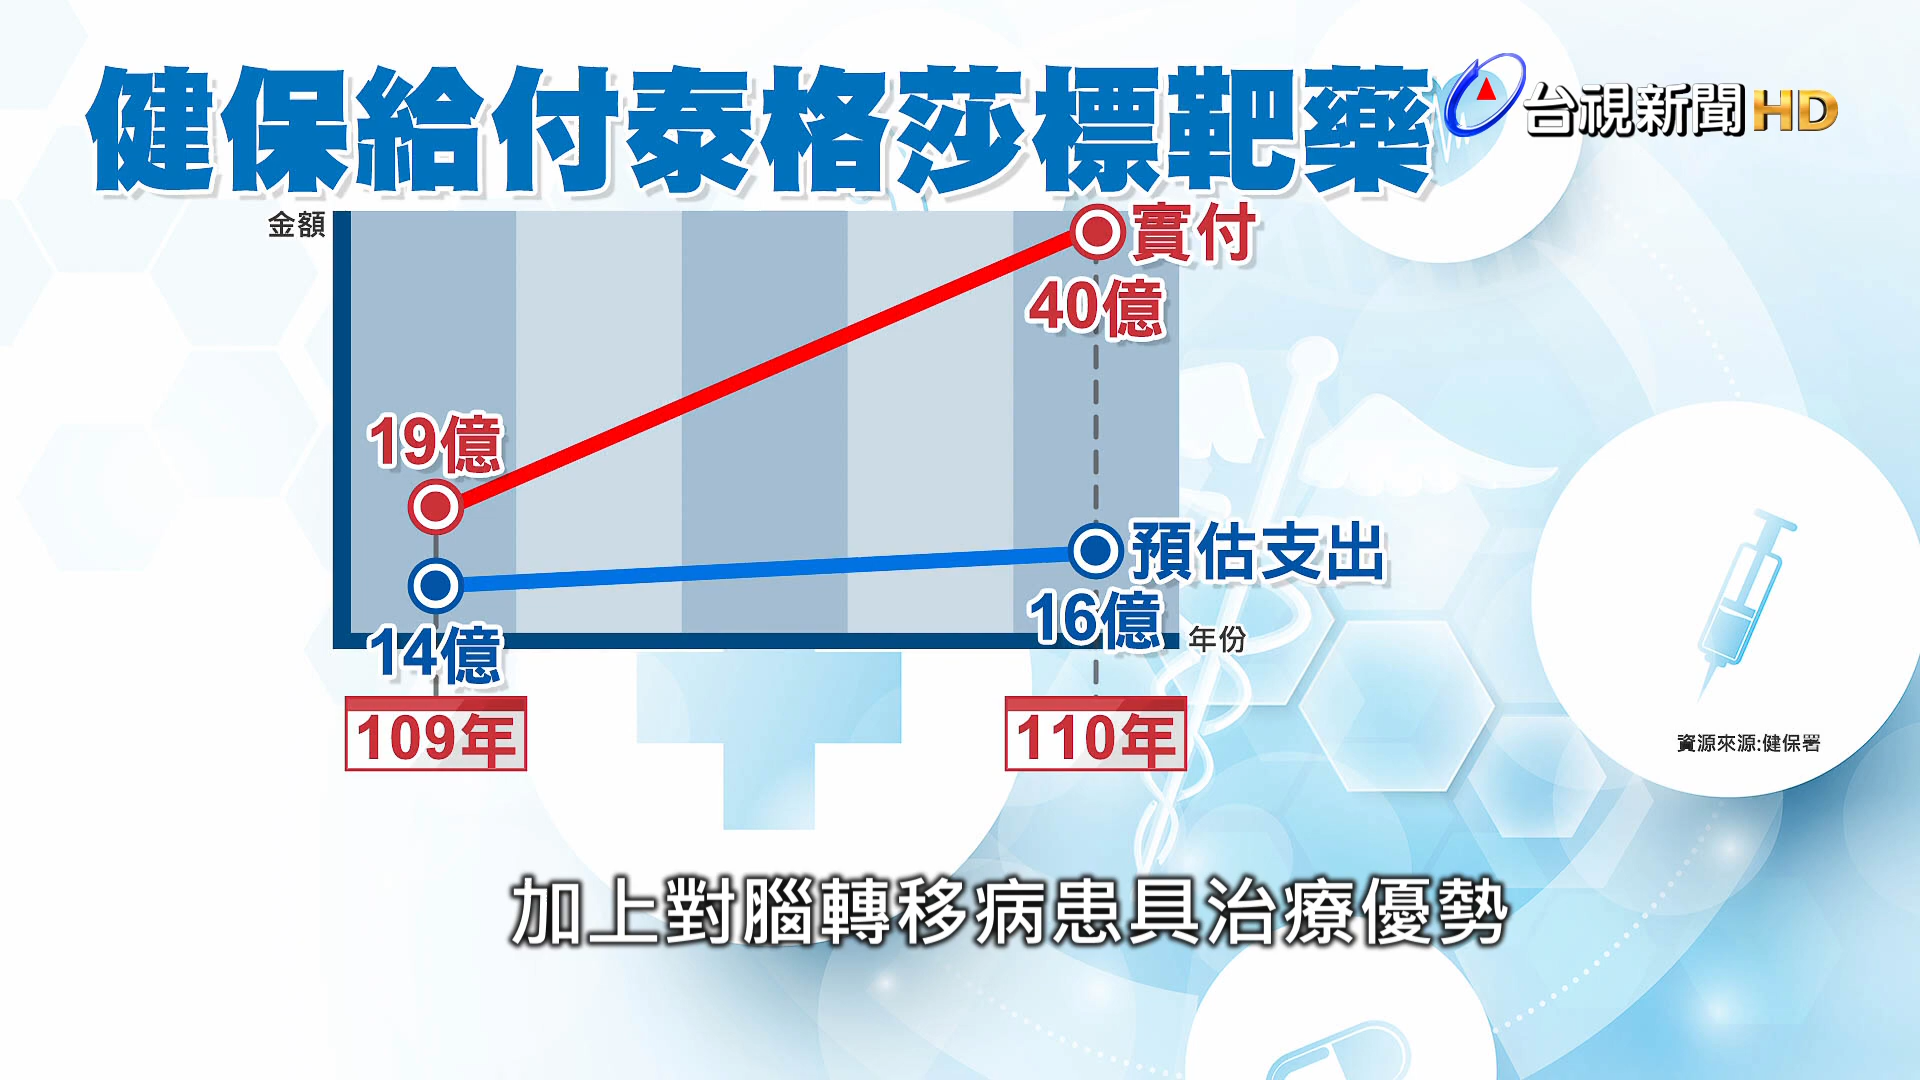 健保給付泰格莎標靶藥
台視新聞HD
金額
實付
40億
19億
預估支出
16億
14億
年份
109年
110年
資源來源:健保署
加上對腦轉移病患具治療優勢